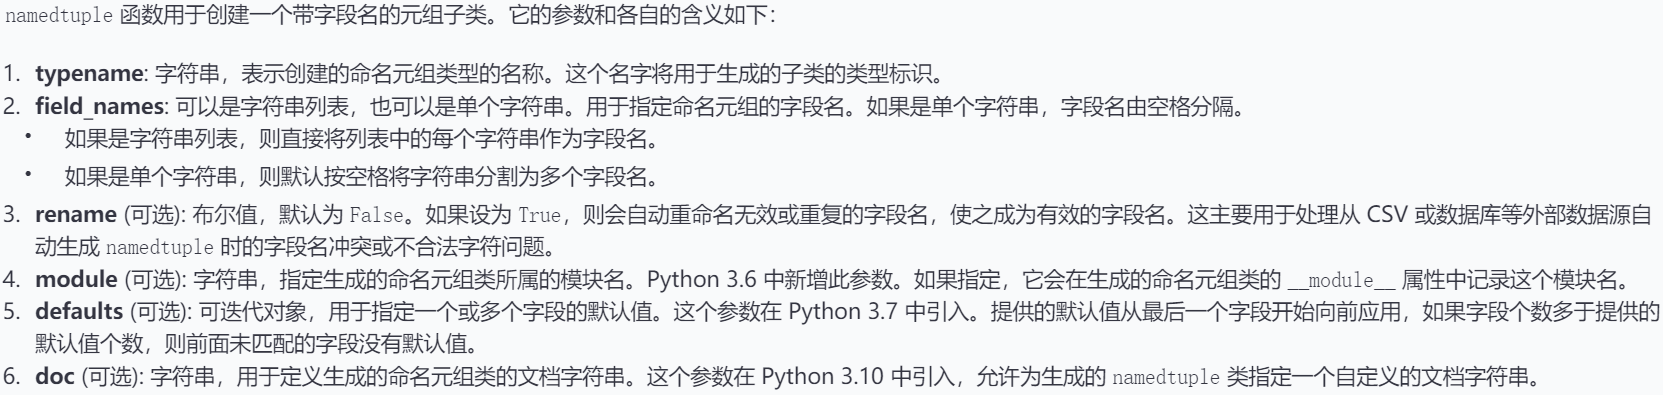 namedtuple 函数用于创建一个带字段名的元组子类。它的参数和各自的含义如下：
1. typename: 字符串，表示创建的命名元组类型的名称。这个名字将用于生成的子类的类型标识。
2. field_names: 可以是字符串列表，也可以是单个字符串。用于指定命名元组的字段名。如果是单个字符串，字段名由空格分隔。
• 如果是字符串列表，则直接将列表中的每个字符串作为字段名。
• 如果是单个字符串，则默认按空格将字符串分割为多个字段名。
3. rename (可选): 布尔值，默认为 False。如果设为 True，则会自动重命名无效或重复的字段名，使之成为有效的字段名。这主要用于处理从 CSV 或数据库等外部数据源自
动生成 namedtuple 时的字段名冲突或不合法字符问题。
4. module (可选): 字符串，指定生成的命名元组类所属的模块名。Python 3.6 中新增此参数。如果指定，它会在生成的命名元组类的 __module__ 属性中记录这个模块名。
5. defaults (可选): 可迭代对象，用于指定一个或多个字段的默认值。这个参数在 Python 3.7 中引入。提供的默认值从最后一个字段开始向前应用，如果字段个数多于提供的
默认值个数，则前面未匹配的字段没有默认值。
6. doc (可选): 字符串，用于定义生成的命名元组类的文档字符串。这个参数在 Python 3.10 中引入，允许为生成的 namedtuple 类指定一个自定义的文档字符串。